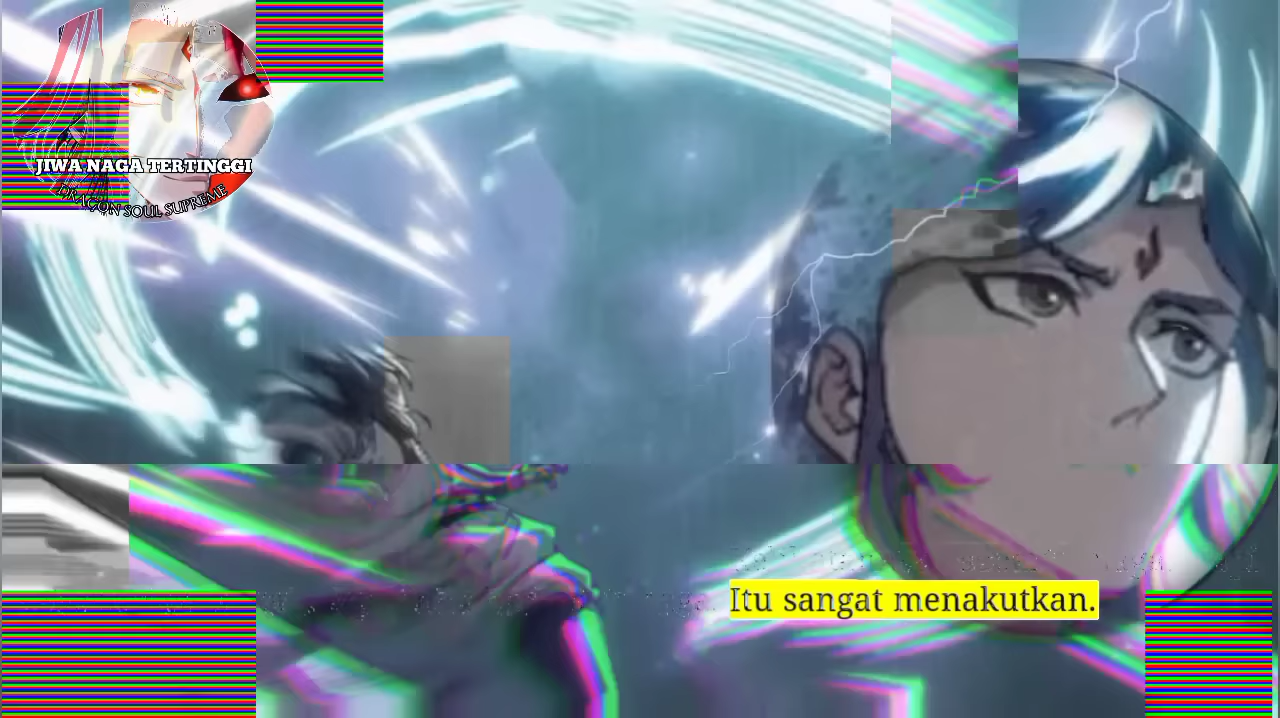 JIWA NAGA TERTINGGI
DRAGON SOUL SUPREME
Itu sangat menakutkan.